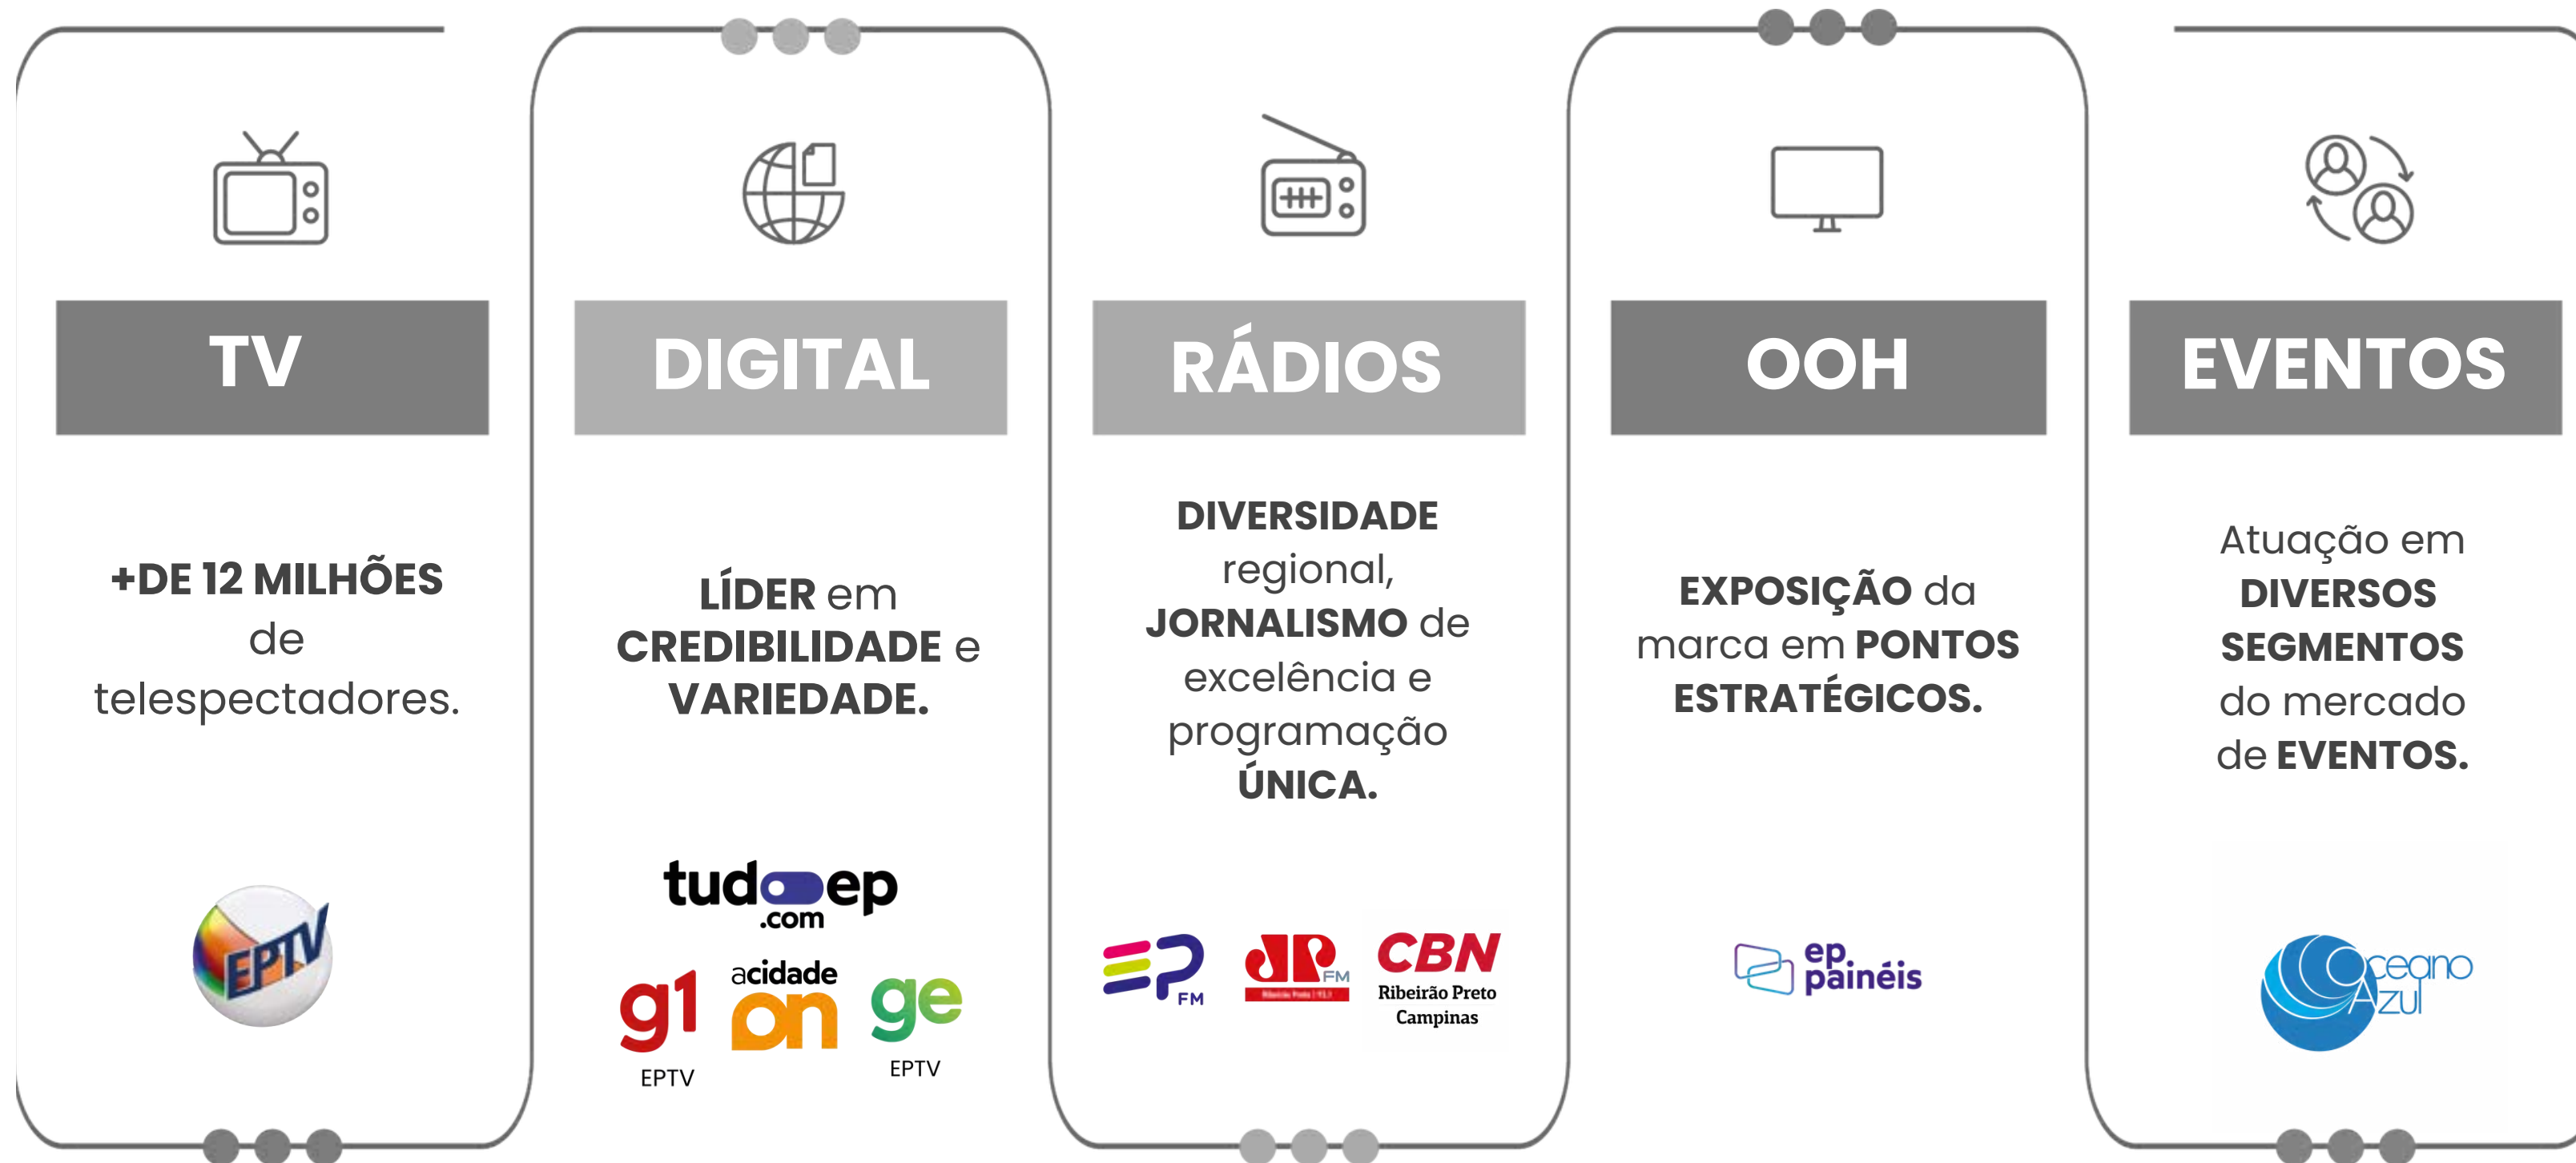 TV
+DE 12 MILHÕES
de
telespectadores.
EPTV
DIGITAL
LÍDER em
CREDIBILIDADE e
VARIEDADE.
tudoep
.com
g1
EPTV
acidade
on
ge
EPTV
RÁDIOS
DIVERSIDADE
regional,
JORNALISMO de
excelência e
programação
ÚNICA.
EP
FM
JP
FM
CBN
Ribeirão Preto
Campinas
OOH
EXPOSIÇÃO da
marca em PONTOS
ESTRATÉGICOS.
ep
painéis
EVENTOS
Atuação em
DIVERSOS
SEGMENTOS
do mercado
de EVENTOS.
Oceano
Azul